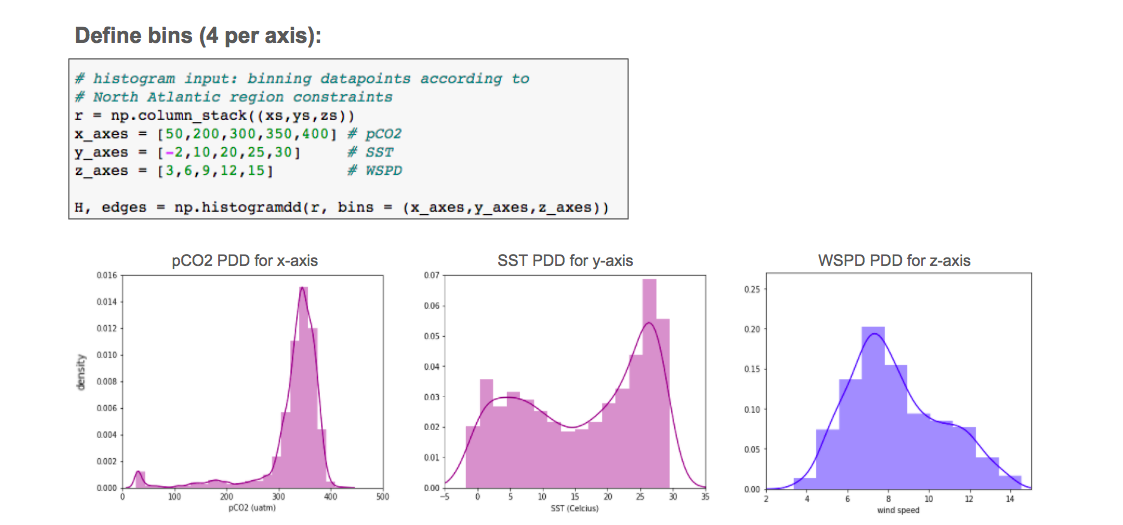 Define bins (4 per axis):
# histogram input: binning datapoints according to
# North Atlantic region constraints
r = np.column_stack((xs,ys,zs))
x_axes = [50,200,300,350,400] # pCO2
y_axes = [-2,10,20,25,30] # SST
z_axes = [3,6,9,12,15] # WSPD
H, edges = np.histogramdd(r, bins = (x_axes,y_axes,z_axes))
pCO2 PDD for x-axis
0.016
0.014
0.012
0.010
0.008
0.006
0.004
0.002
0.000
density
0 100 200 300 400 500
pCO2 (uatm)
SST PDD for y-axis
0.07
0.06
0.05
0.04
0.03
0.02
0.01
0.00
−5 0 5 10 15 20 25 30 35
SST (Celcius)
WSPD PDD for z-axis
0.25
0.20
0.15
0.10
0.05
0.00
2 4 6 8 10 12 14
wind speed